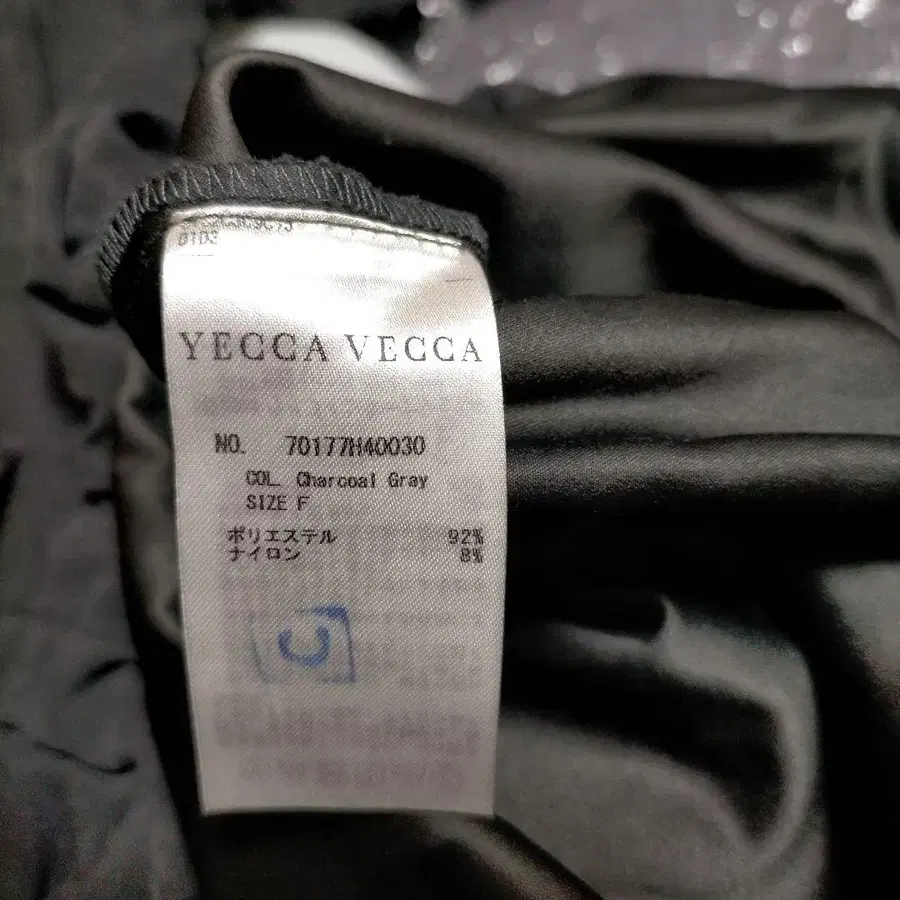 YECCA VECCA
NO. 70177H40030
COL. Charcoal Gray
SIZE F
ポリエステル 92%
ナイロン 8%